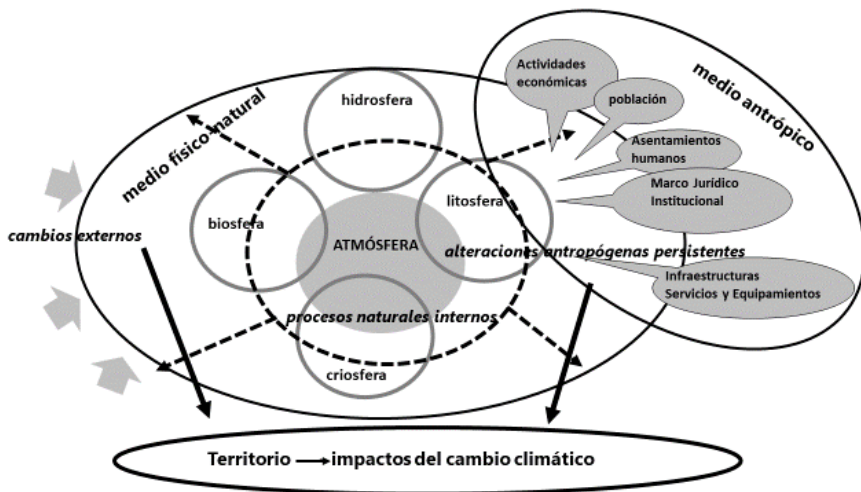 Actividades
económicas
medio antrópico
hidrosfera
población
medio físico-natural
Asentamientos
humanos
Marco Jurídico
Institucional
biosfera
litosfera
cambios externos
ATMÓSFERA
alteraciones antropógenas persistentes
Infraestructuras
Servicios y Equipamientos
procesos naturales internos
criosfera
Territorio → impactos del cambio climático